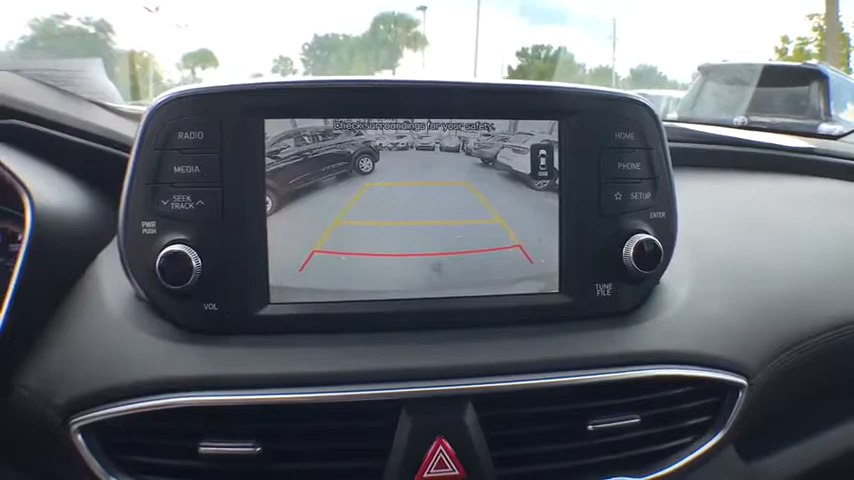 Check surroundings for your safety.
RADIO
MEDIA
SEEK
TRACK
PWR
PUSH
VOL
HOME
PHONE
☆ SETUP
ENTER
TUNE
FILE